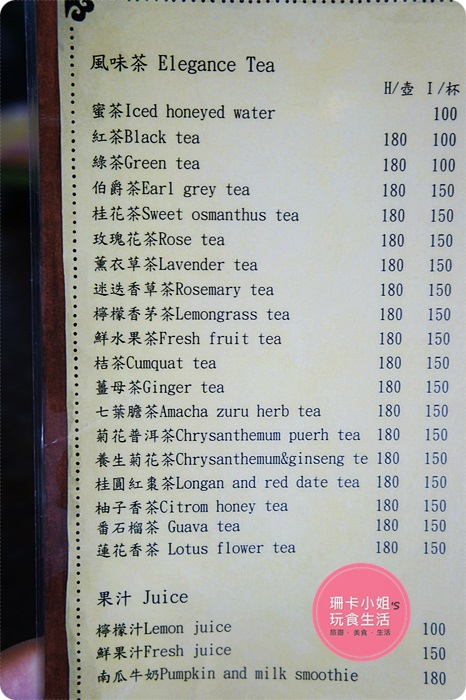 風味茶 Elegance Tea
H/壺 I/杯
蜜茶Iced honeyed water 100
紅茶Black tea 180 100
綠茶Green tea 180 100
伯爵茶Earl grey tea 180 150
桂花茶Sweet osmanthus tea 180 150
玫瑰花茶Rose tea 180 150
薰衣草茶Lavender tea 180 150
迷迭香草茶Rosemary tea 180 150
檸檬香茅茶Lemongrass tea 180 150
鮮水果茶Fresh fruit tea 180 150
桔茶Cumquat tea 180 150
薑母茶Ginger tea 180 150
七葉膽茶Amacha zuru herb tea 180 150
菊花普洱茶Chrysanthemum puerh tea 180 150
養生菊花茶Chrysanthemum&ginseng te 180 150
桂圓紅棗茶Longan and red date tea 180 150
柚子香茶Citrom honey tea 180 150
番石榴茶 Guava tea 180 150
蓮花香茶 Lotus flower tea 180 150
果汁 Juice
檸檬汁Lemon juice 100
鮮果汁Fresh juice 150
南瓜牛奶Pumpkin and milk smoothie 180
珊卡小姐's
玩食生活
旅遊·美食·生活